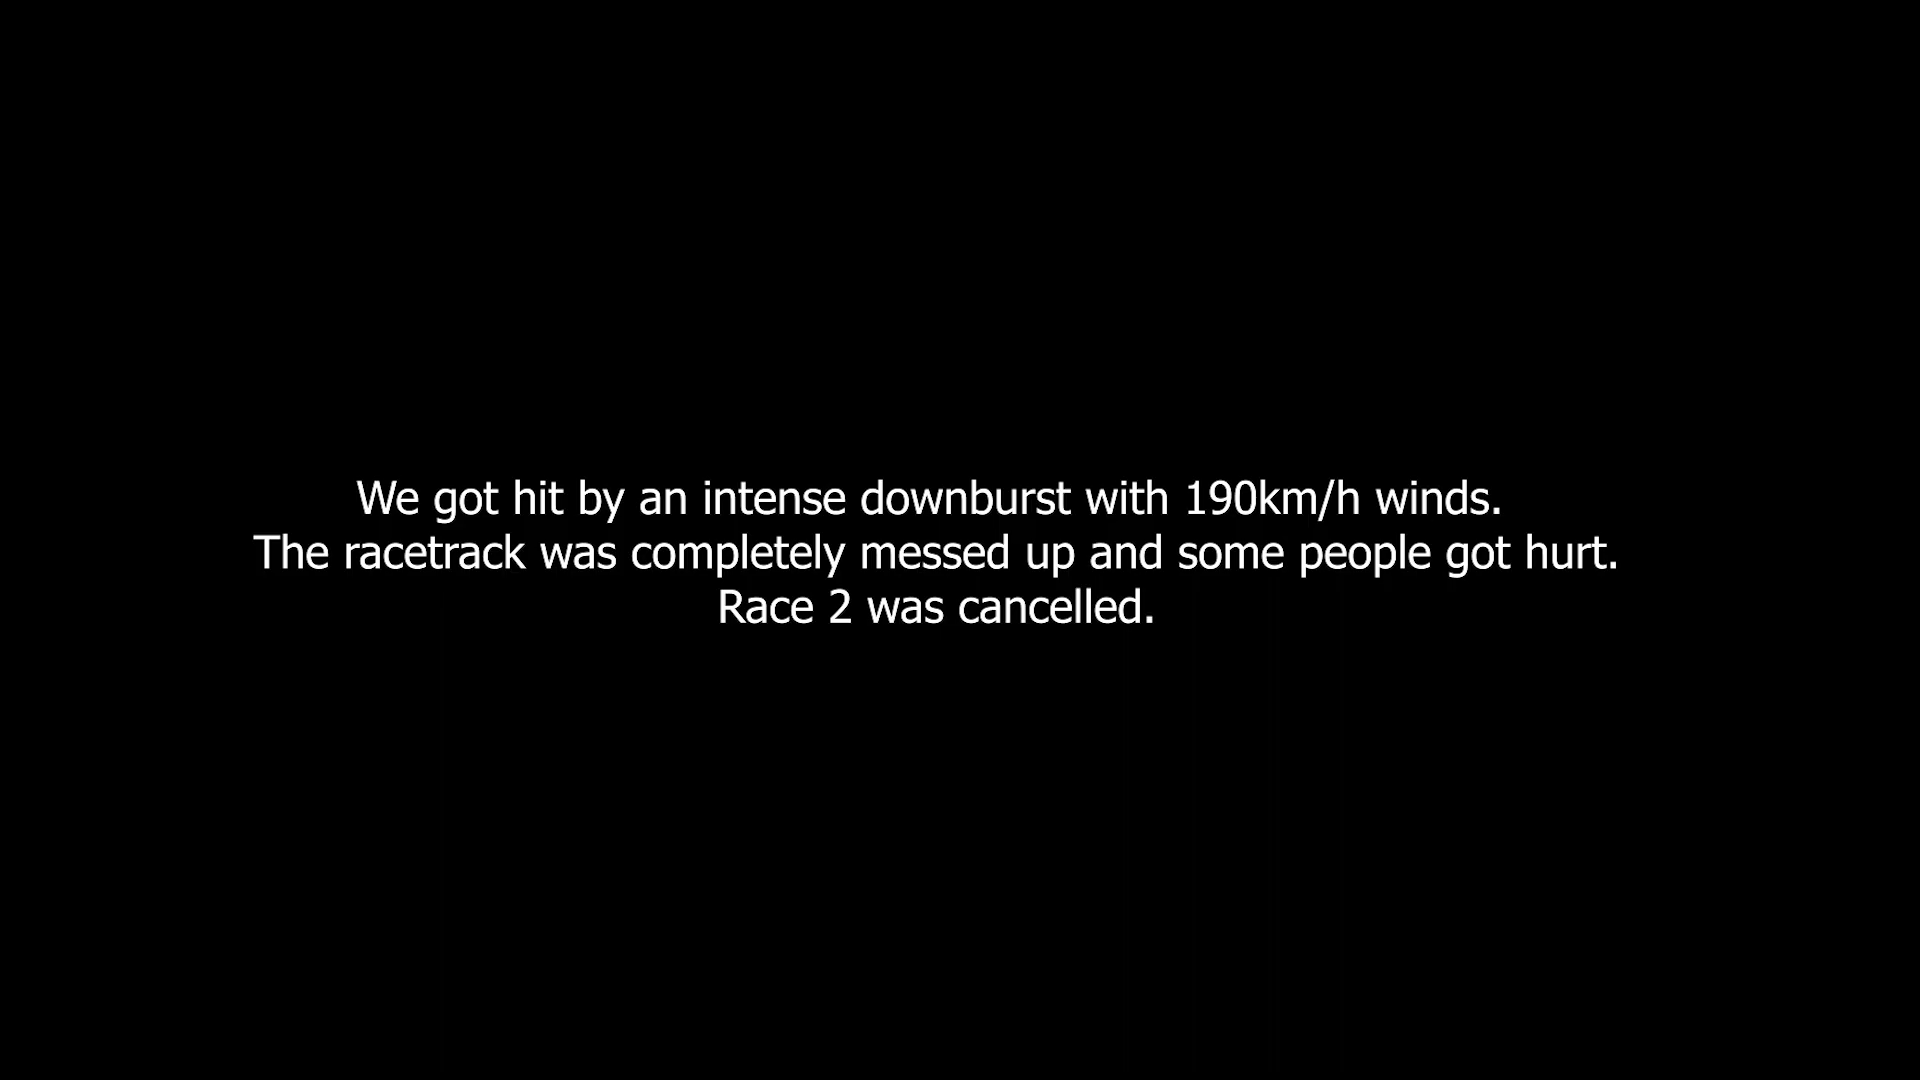 We got hit by an intense downburst with 190km/h winds.
The racetrack was completely messed up and some people got hurt.
Race 2 was cancelled.